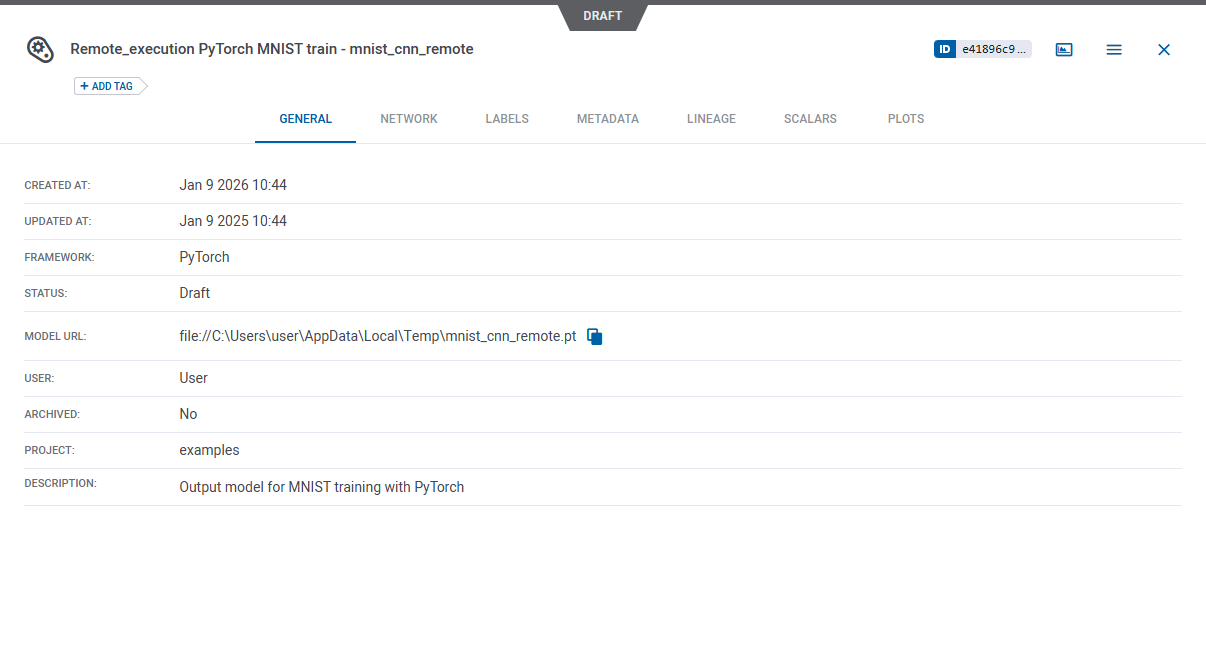 DRAFT
Remote_execution PyTorch MNIST train - mnist_cnn_remote
ID e41896c9 ...
+ ADD TAG
GENERAL NETWORK LABELS METADATA LINEAGE SCALARS PLOTS
CREATED AT: Jan 9 2026 10:44
UPDATED AT: Jan 9 2025 10:44
FRAMEWORK: PyTorch
STATUS: Draft
MODEL URL: file://C:\Users\user\AppData\Local\Temp\mnist_cnn_remote.pt
USER: User
ARCHIVED: No
PROJECT: examples
DESCRIPTION: Output model for MNIST training with PyTorch